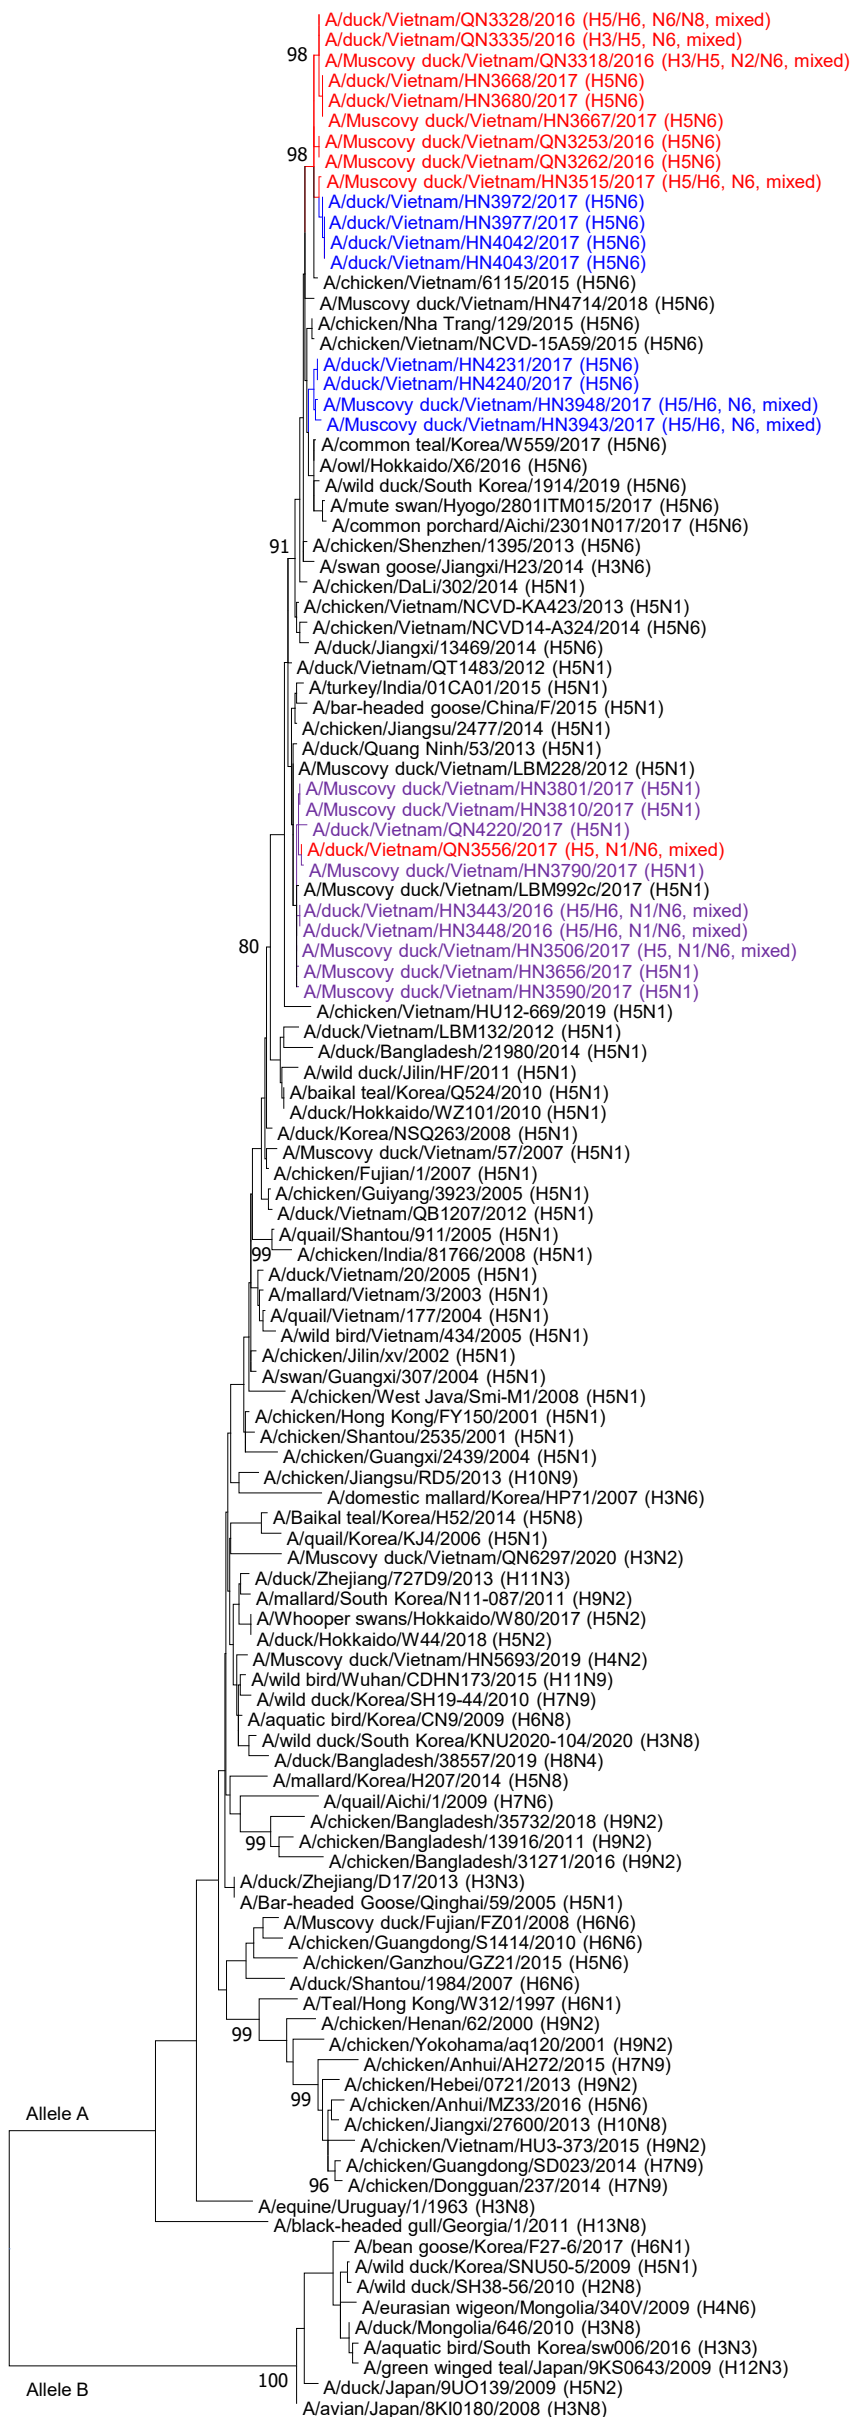 A/duck/Vietnam/QN3328/2016 (H5/H6, N6/N8, mixed)
A/duck/Vietnam/QN3335/2016 (H3/H5, N6, mixed)
98
A/Muscovy duck/Vietnam/QN3318/2016 (H3/H5, N2/N6, mixed)
A/duck/Vietnam/HN3668/2017 (H5N6)
A/duck/Vietnam/HN3680/2017 (H5N6)
A/Muscovy duck/Vietnam/HN3667/2017 (H5N6)
A/Muscovy duck/Vietnam/QN3253/2016 (H5N6)
98
A/Muscovy duck/Vietnam/QN3262/2016 (H5N6)
A/Muscovy duck/Vietnam/HN3515/2017 (H5/H6, N6, mixed)
A/duck/Vietnam/HN3972/2017 (H5N6)
A/duck/Vietnam/HN3977/2017 (H5N6)
A/duck/Vietnam/HN4042/2017 (H5N6)
A/duck/Vietnam/HN4043/2017 (H5N6)
A/chicken/Vietnam/6115/2015 (H5N6)
A/Muscovy duck/Vietnam/HN4714/2018 (H5N6)
A/chicken/Nha Trang/129/2015 (H5N6)
A/chicken/Vietnam/NCVD-15A59/2015 (H5N6)
A/duck/Vietnam/HN4231/2017 (H5N6)
A/duck/Vietnam/HN4240/2017 (H5N6)
A/Muscovy duck/Vietnam/HN3948/2017 (H5/H6, N6, mixed)
A/Muscovy duck/Vietnam/HN3943/2017 (H5/H6, N6, mixed)
A/common teal/Korea/W559/2017 (H5N6)
A/owl/Hokkaido/X6/2016 (H5N6)
A/wild duck/South Korea/1914/2019 (H5N6)
A/mute swan/Hyogo/2801ITM015/2017 (H5N6)
A/common porchard/Aichi/2301N017/2017 (H5N6)
91
A/chicken/Shenzhen/1395/2013 (H5N6)
A/swan goose/Jiangxi/H23/2014 (H3N6)
A/chicken/DaLi/302/2014 (H5N1)
A/chicken/Vietnam/NCVD-KA423/2013 (H5N1)
A/chicken/Vietnam/NCVD14-A324/2014 (H5N6)
A/duck/Jiangxi/13469/2014 (H5N6)
A/duck/Vietnam/QT1483/2012 (H5N1)
A/turkey/India/01CA01/2015 (H5N1)
A/bar-headed goose/China/F/2015 (H5N1)
A/chicken/Jiangsu/2477/2014 (H5N1)
A/duck/Quang Ninh/53/2013 (H5N1)
A/Muscovy duck/Vietnam/LBM228/2012 (H5N1)
A/Muscovy duck/Vietnam/HN3801/2017 (H5N1)
A/Muscovy duck/Vietnam/HN3810/2017 (H5N1)
A/duck/Vietnam/QN4220/2017 (H5N1)
A/duck/Vietnam/QN3556/2017 (H5, N1/N6, mixed)
A/Muscovy duck/Vietnam/HN3790/2017 (H5N1)
A/Muscovy duck/Vietnam/LBM992c/2017 (H5N1)
A/duck/Vietnam/HN3443/2016 (H5/H6, N1/N6, mixed)
A/duck/Vietnam/HN3448/2016 (H5/H6, N1/N6, mixed)
80
A/Muscovy duck/Vietnam/HN3506/2017 (H5, N1/N6, mixed)
A/Muscovy duck/Vietnam/HN3656/2017 (H5N1)
A/Muscovy duck/Vietnam/HN3590/2017 (H5N1)
A/chicken/Vietnam/HU12-669/2019 (H5N1)
A/duck/Vietnam/LBM132/2012 (H5N1)
A/duck/Bangladesh/21980/2014 (H5N1)
A/wild duck/Jilin/HF/2011 (H5N1)
A/baikal teal/Korea/Q524/2010 (H5N1)
A/duck/Hokkaido/WZ101/2010 (H5N1)
A/duck/Korea/NSQ263/2008 (H5N1)
A/Muscovy duck/Vietnam/57/2007 (H5N1)
A/chicken/Fujian/1/2007 (H5N1)
A/chicken/Guiyang/3923/2005 (H5N1)
A/duck/Vietnam/QB1207/2012 (H5N1)
A/quail/Shantou/911/2005 (H5N1)
99
A/chicken/India/81766/2008 (H5N1)
A/duck/Vietnam/20/2005 (H5N1)
A/mallard/Vietnam/3/2003 (H5N1)
A/quail/Vietnam/177/2004 (H5N1)
A/wild bird/Vietnam/434/2005 (H5N1)
A/chicken/Jilin/xv/2002 (H5N1)
A/swan/Guangxi/307/2004 (H5N1)
A/chicken/West Java/Smi-M1/2008 (H5N1)
A/chicken/Hong Kong/FY150/2001 (H5N1)
A/chicken/Shantou/2535/2001 (H5N1)
A/chicken/Guangxi/2439/2004 (H5N1)
A/chicken/Jiangsu/RD5/2013 (H10N9)
A/domestic mallard/Korea/HP71/2007 (H3N6)
A/Baikal teal/Korea/H52/2014 (H5N8)
A/quail/Korea/KJ4/2006 (H5N1)
A/Muscovy duck/Vietnam/QN6297/2020 (H3N2)
A/duck/Zhejiang/727D9/2013 (H11N3)
A/mallard/South Korea/N11-087/2011 (H9N2)
A/Whooper swans/Hokkaido/W80/2017 (H5N2)
A/duck/Hokkaido/W44/2018 (H5N2)
A/Muscovy duck/Vietnam/HN5693/2019 (H4N2)
A/wild bird/Wuhan/CDHN173/2015 (H11N9)
A/wild duck/Korea/SH19-44/2010 (H7N9)
A/aquatic bird/Korea/CN9/2009 (H6N8)
A/wild duck/South Korea/KNU2020-104/2020 (H3N8)
A/duck/Bangladesh/38557/2019 (H8N4)
A/mallard/Korea/H207/2014 (H5N8)
A/quail/Aichi/1/2009 (H7N6)
A/chicken/Bangladesh/35732/2018 (H9N2)
99
A/chicken/Bangladesh/13916/2011 (H9N2)
A/chicken/Bangladesh/31271/2016 (H9N2)
A/duck/Zhejiang/D17/2013 (H3N3)
A/Bar-headed Goose/Qinghai/59/2005 (H5N1)
A/Muscovy duck/Fujian/FZ01/2008 (H6N6)
A/chicken/Guangdong/S1414/2010 (H6N6)
A/chicken/Ganzhou/GZ21/2015 (H5N6)
A/duck/Shantou/1984/2007 (H6N6)
A/Teal/Hong Kong/W312/1997 (H6N1)
A/chicken/Henan/62/2000 (H9N2)
99
A/chicken/Yokohama/aq120/2001 (H9N2)
A/chicken/Anhui/AH272/2015 (H7N9)
A/chicken/Hebei/0721/2013 (H9N2)
99
A/chicken/Anhui/MZ33/2016 (H5N6)
Allele A
A/chicken/Jiangxi/27600/2013 (H10N8)
A/chicken/Vietnam/HU3-373/2015 (H9N2)
A/chicken/Guangdong/SD023/2014 (H7N9)
96
A/chicken/Dongguan/237/2014 (H7N9)
A/equine/Uruguay/1/1963 (H3N8)
A/black-headed gull/Georgia/1/2011 (H13N8)
A/bean goose/Korea/F27-6/2017 (H6N1)
A/wild duck/Korea/SNU50-5/2009 (H5N1)
A/wild duck/SH38-56/2010 (H2N8)
A/eurasian wigeon/Mongolia/340V/2009 (H4N6)
A/duck/Mongolia/646/2010 (H3N8)
A/aquatic bird/South Korea/sw006/2016 (H3N3)
A/green winged teal/Japan/9KS0643/2009 (H12N3)
100
A/duck/Japan/9UO139/2009 (H5N2)
Allele B
A/avian/Japan/8KI0180/2008 (H3N8)